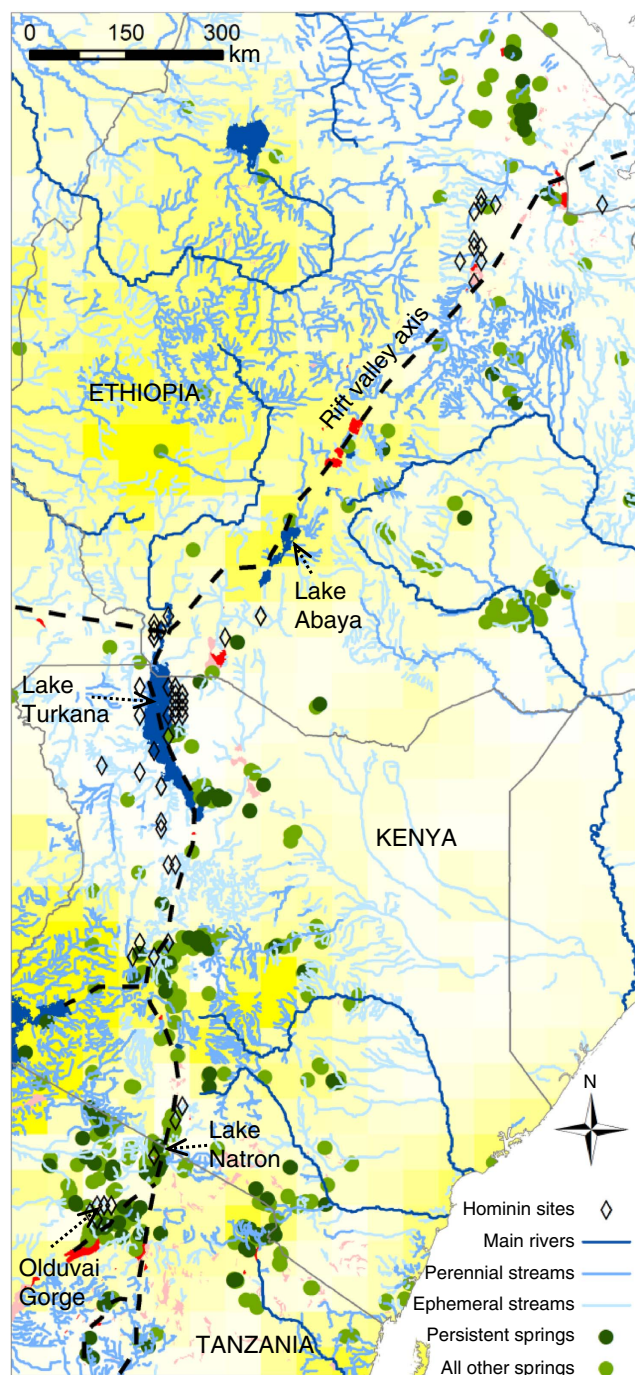 0 150 300
km
ETHIOPIA
Rift valley axis
Lake
Abaya
Lake
Turkana
KENYA
Lake
Natron
Olduvai
Gorge
TANZANIA
N
Hominin sites
Main rivers
Perennial streams
Ephemeral streams
Persistent springs
All other springs